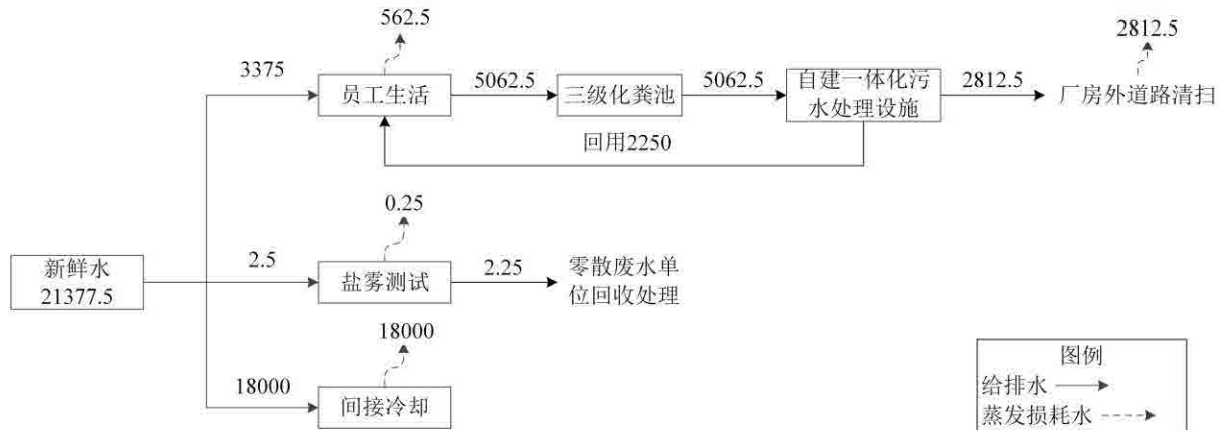 562.5
2812.5
3375
员工生活
5062.5
三级化粪池
5062.5
自建一体化污
水处理设施
2812.5
厂房外道路清扫
回用2250
0.25
新鲜水
21377.5
2.5
盐雾测试
2.25
零散废水单
位回收处理
18000
18000
间接冷却
图例
给排水
蒸发损耗水